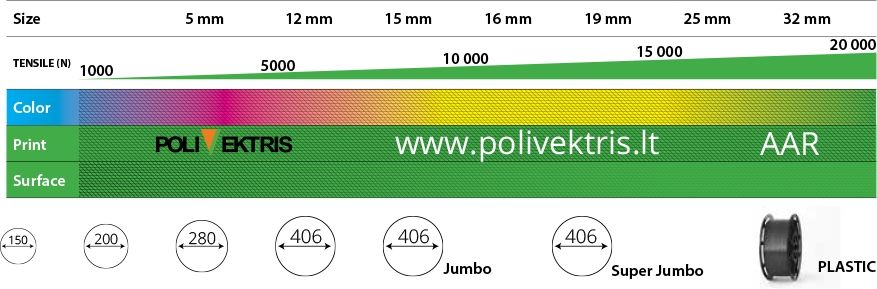 Size 5 mm 12 mm 15 mm 16 mm 19 mm 25 mm 32 mm
TENSILE (N) 1000 5000 10 000 15 000 20 000
Color
Print POLIVEKTRIS www.polivektris.lt AAR
Surface
150 200 280 406 406 406
Jumbo Super Jumbo PLASTIC